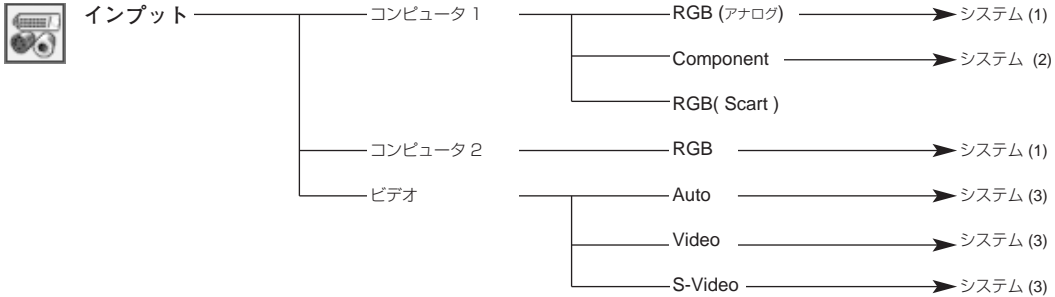 インプット コンピュータ 1 RGB (アナログ) システム (1)
Component システム (2)
RGB( Scart )
コンピュータ 2 RGB システム (1)
ビデオ Auto システム (3)
Video システム (3)
S-Video システム (3)